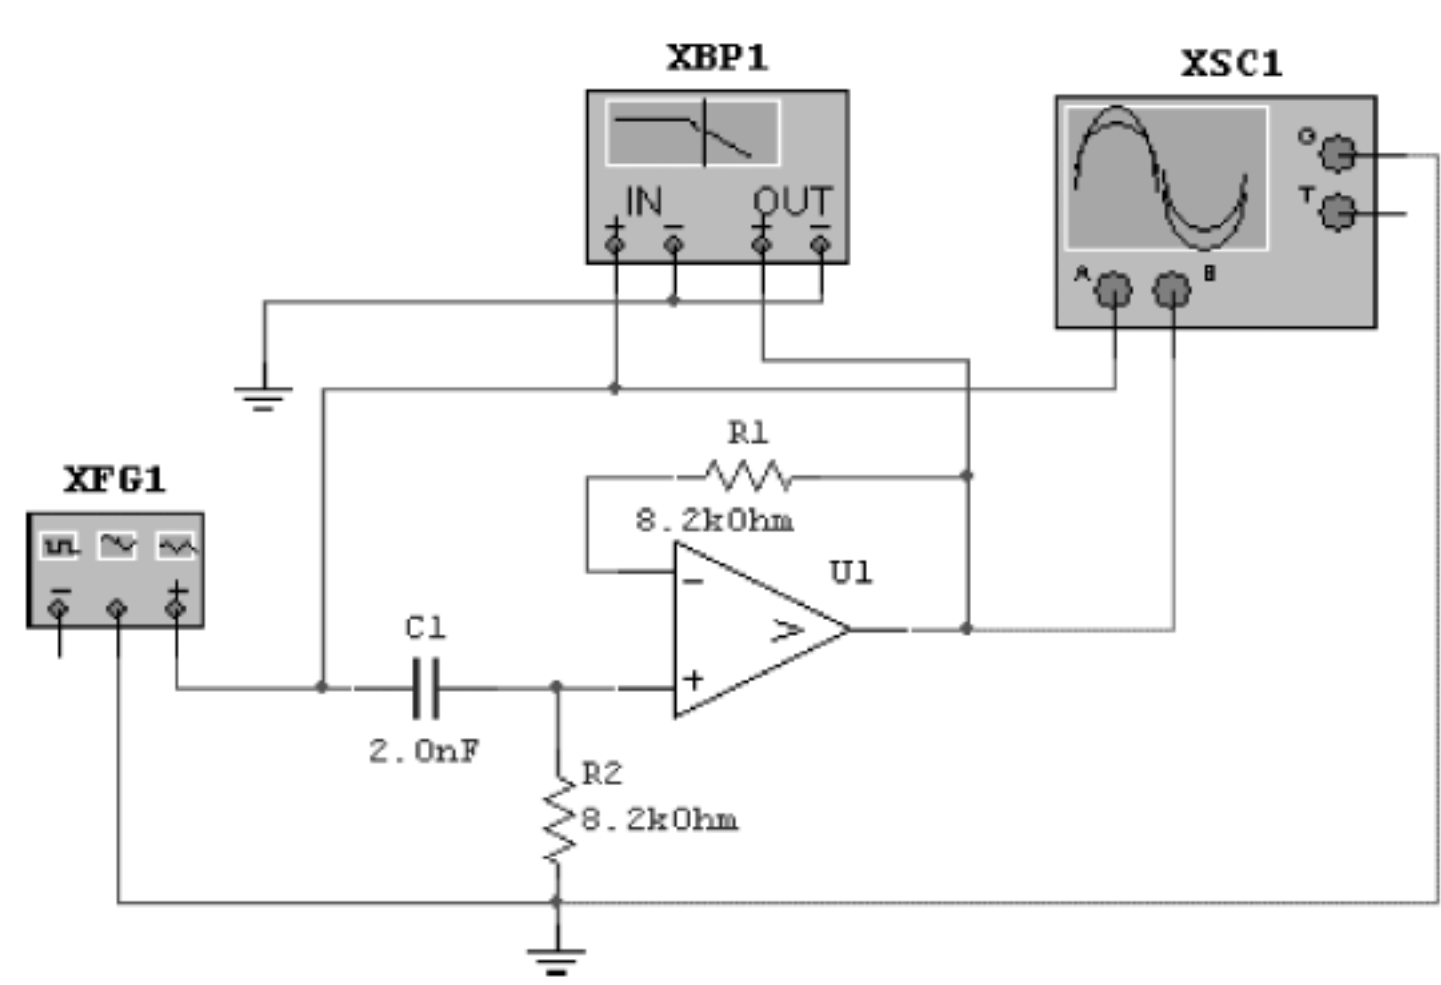 XBP1
XSC1
IN OUT
+ − + −
G
T
A B
R1
8.2kOhm
XFG1
− +
U1
−
>
+
C1
2.0nF
R2
8.2kOhm